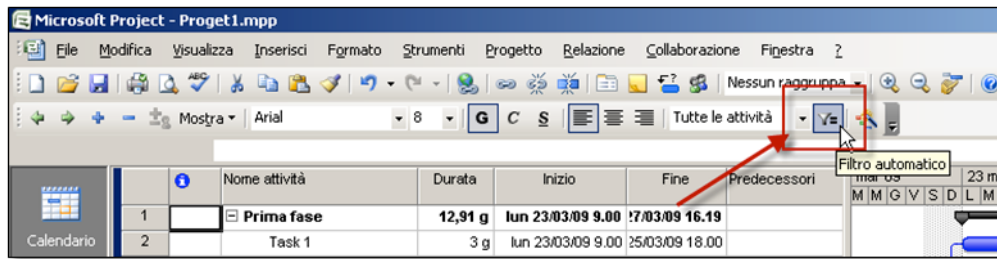 Microsoft Project - Proget1.mpp
File Modifica Visualizza Inserisci Formato Strumenti Progetto Relazione Collaborazione Finestra ?
ABC Nessun raggruppa
Mostra Arial 8 G C S Tutte le attività
Filtro automatico
Nome attività Durata Inizio Fine Predecessori mar 09 23 m
M M G V S D L M
1 Prima fase 12,91 g lun 23/03/09 9.00 27/03/09 16.19
Calendario 2 Task 1 3 g lun 23/03/09 9.00 25/03/09 18.00